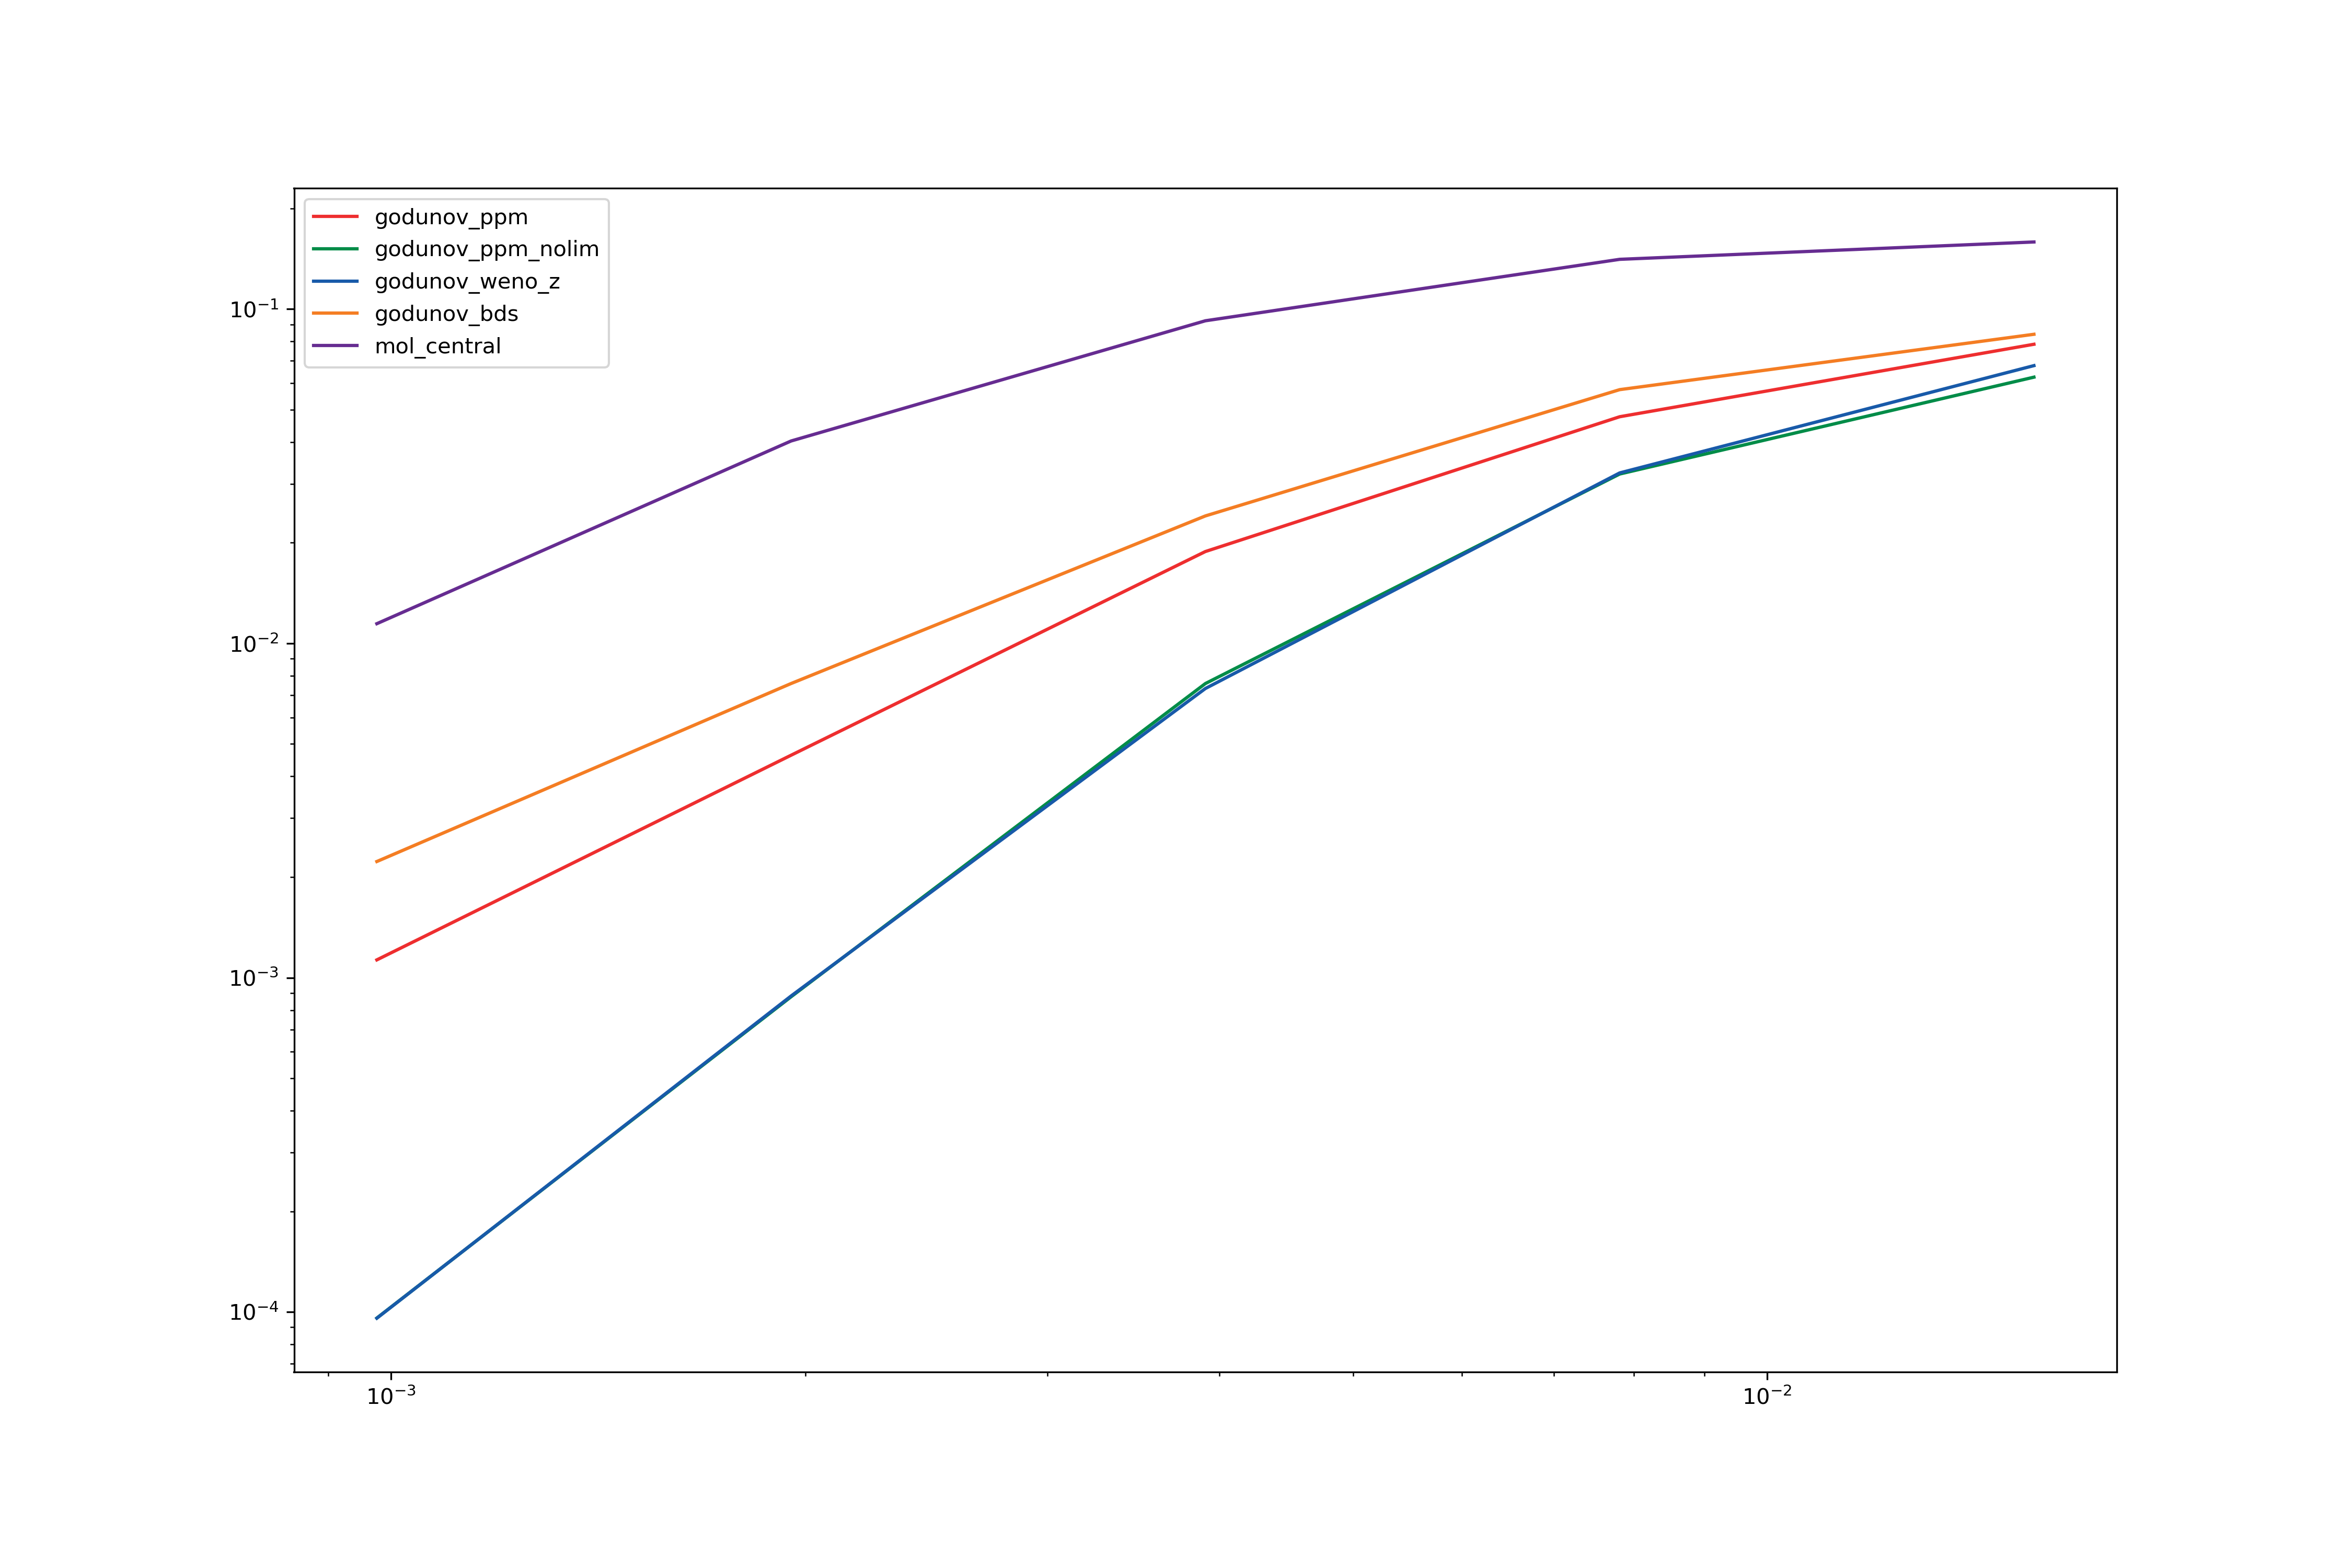 godunov_ppm
godunov_ppm_nolim
godunov_weno_z
godunov_bds
mol_central
10⁻¹
10⁻²
10⁻³
10⁻⁴
10⁻³ 10⁻²